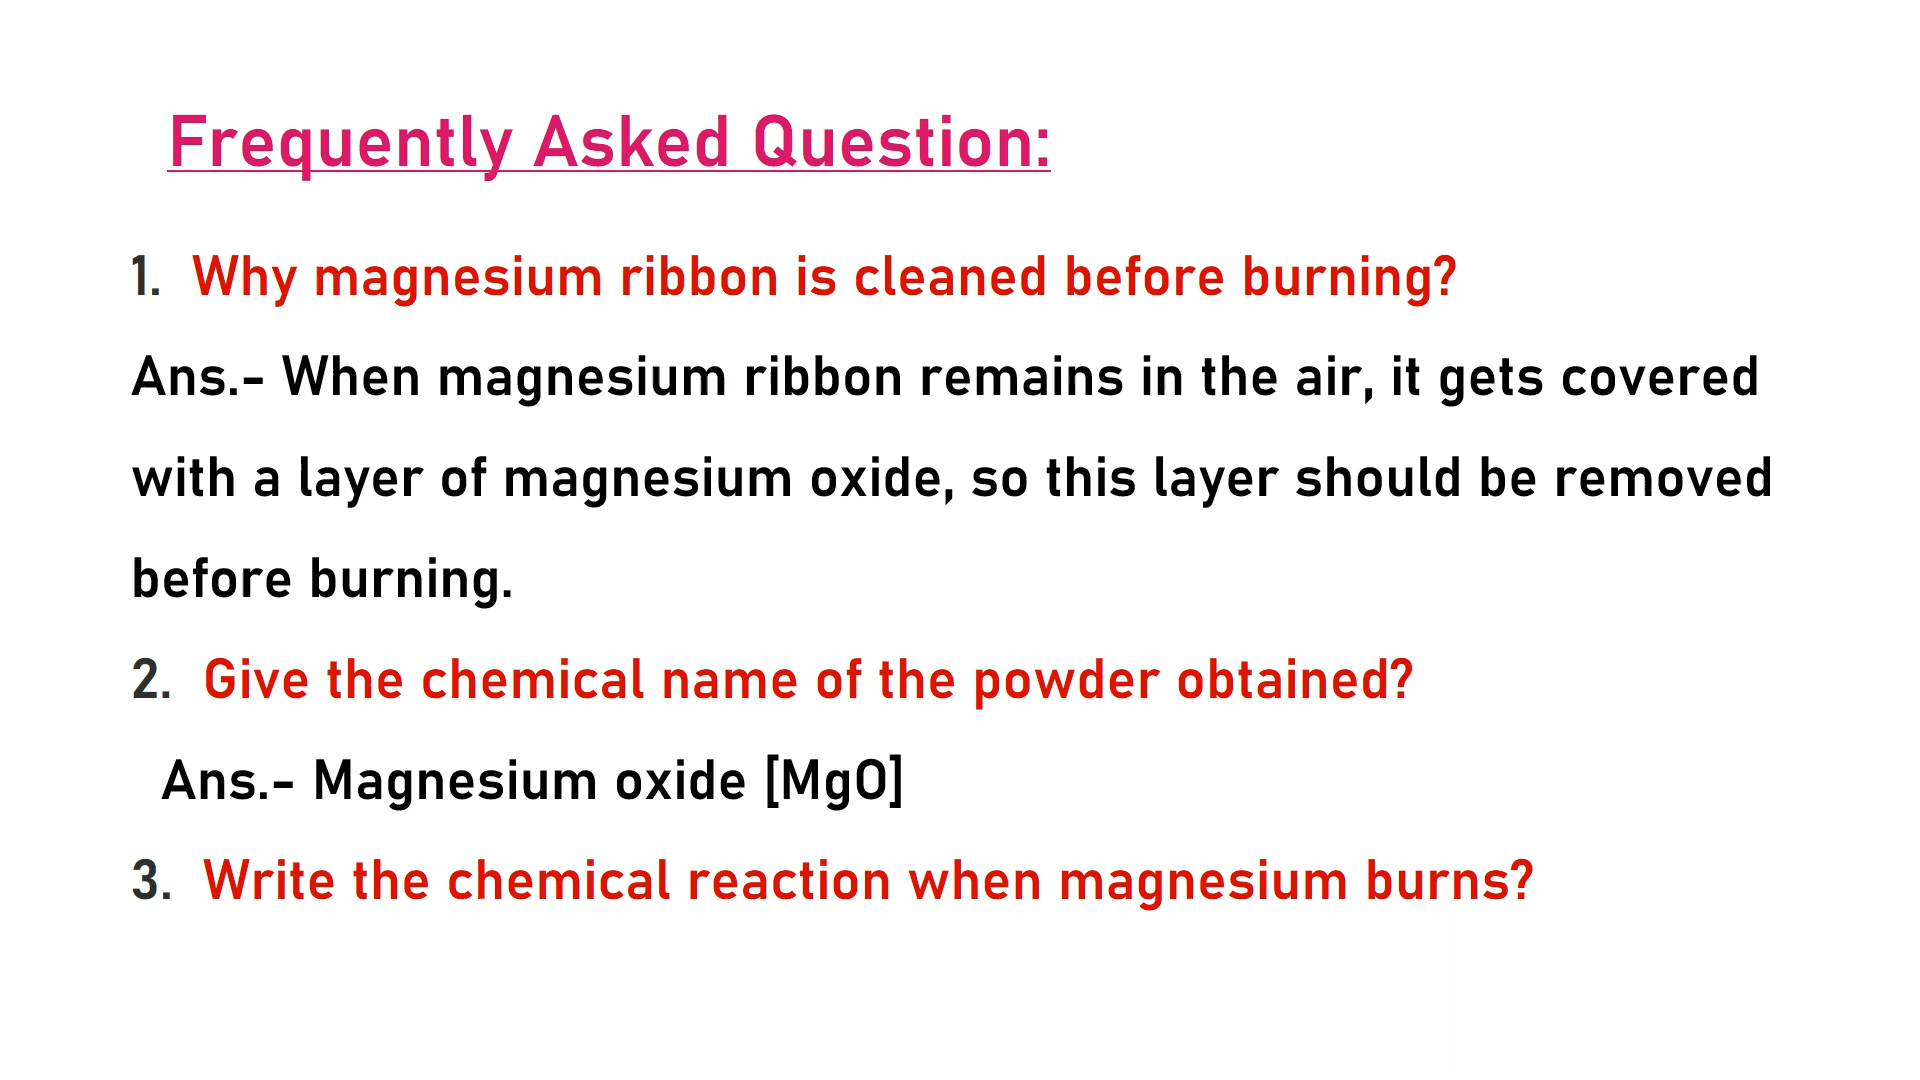 Frequently Asked Question:
1. Why magnesium ribbon is cleaned before burning?
Ans.- When magnesium ribbon remains in the air, it gets covered
with a layer of magnesium oxide, so this layer should be removed
before burning.
2. Give the chemical name of the powder obtained?
Ans.- Magnesium oxide [MgO]
3. Write the chemical reaction when magnesium burns?